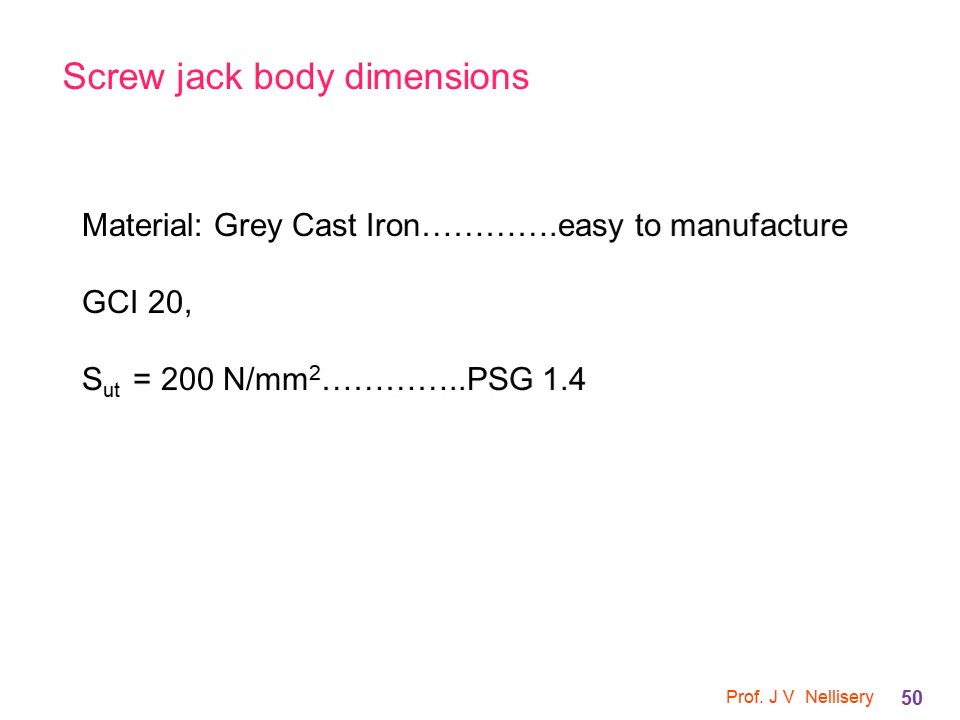 Screw jack body dimensions
Material: Grey Cast Iron………….easy to manufacture
GCI 20,
Sut = 200 N/mm2…………..PSG 1.4
Prof. J V Nellisery 50